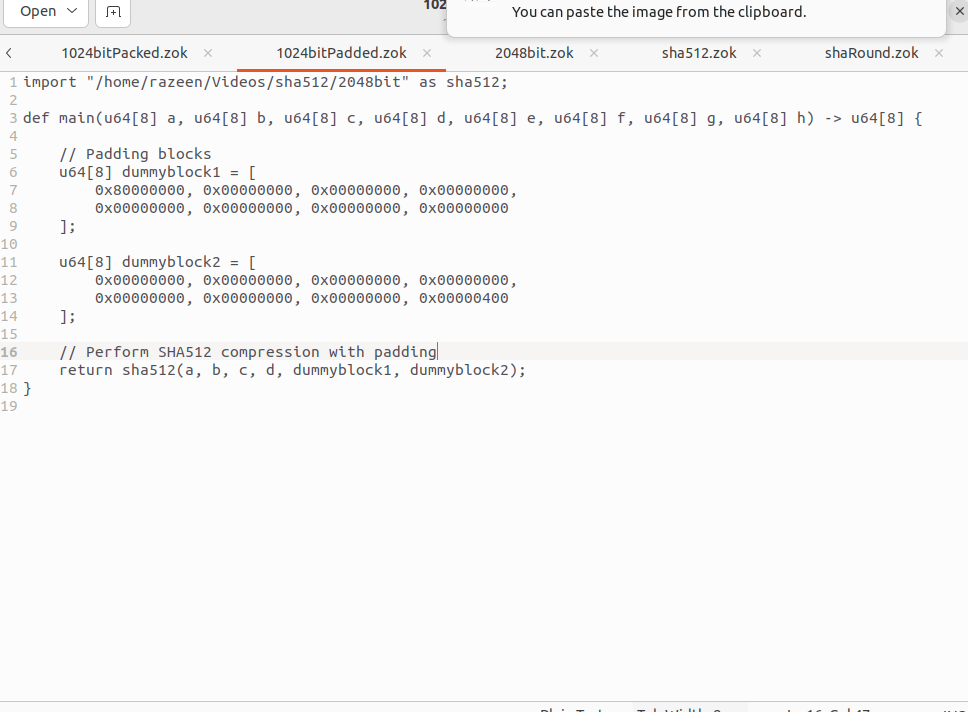 Open
102
You can paste the image from the clipboard.
1024bitPacked.zok
1024bitPadded.zok
2048bit.zok
sha512.zok
shaRound.zok
1 import "/home/razeen/Videos/sha512/2048bit" as sha512;
2
3 def main(u64[8] a, u64[8] b, u64[8] c, u64[8] d, u64[8] e, u64[8] f, u64[8] g, u64[8] h) -> u64[8] {
4
5     // Padding blocks
6     u64[8] dummyblock1 = [
7         0x80000000, 0x00000000, 0x00000000, 0x00000000,
8         0x00000000, 0x00000000, 0x00000000, 0x00000000
9     ];
10
11     u64[8] dummyblock2 = [
12         0x00000000, 0x00000000, 0x00000000, 0x00000000,
13         0x00000000, 0x00000000, 0x00000000, 0x00000400
14     ];
15
16     // Perform SHA512 compression with padding
17     return sha512(a, b, c, d, dummyblock1, dummyblock2);
18 }
19